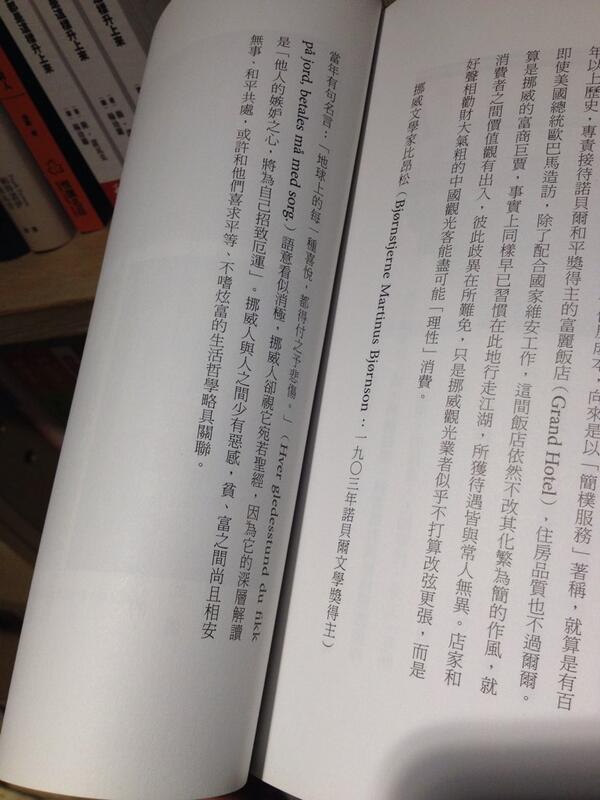 成本，向來是以「簡樸服務」著稱，就算是有百
年以上歷史，專責接待諾貝爾和平獎得主的富麗飯店（Grand Hotel），住房品質也不過爾爾。
即使美國總統歐巴馬造訪，除了配合國家維安工作，這間飯店依然不改其化繁為簡的作風，就
算是挪威的富商巨賈，事實上同樣早已習慣在此地行走江湖，所獲待遇皆與常人無異。店家和
消費者之間價值觀有出入，彼此歧異在所難免，只是挪威觀光業者似乎不打算改弦更張，而是
好聲相勸財大氣粗的中國觀光客能盡可能「理性」消費。
挪威文學家比昂松（Bjørnstjerne Martinus Bjørnson：一九〇三年諾貝爾文學獎得主）
當年有句名言：「地球上的每一種喜悅，都得付之予悲傷。」（Hver gledesstund du fikk
på jord, betales må med sorg.）語意看似消極，挪威人卻視它宛若聖經，因為它的深層解讀
是「他人的嫉妒之心，將為自己招致厄運」。挪威人與人之間少有惡感，貧、富之間尚且相安
無事、和平共處，或許和他們喜求平等、不嗜炫富的生活哲學略具關聯。
都是這樣升上來
是這樣升上來